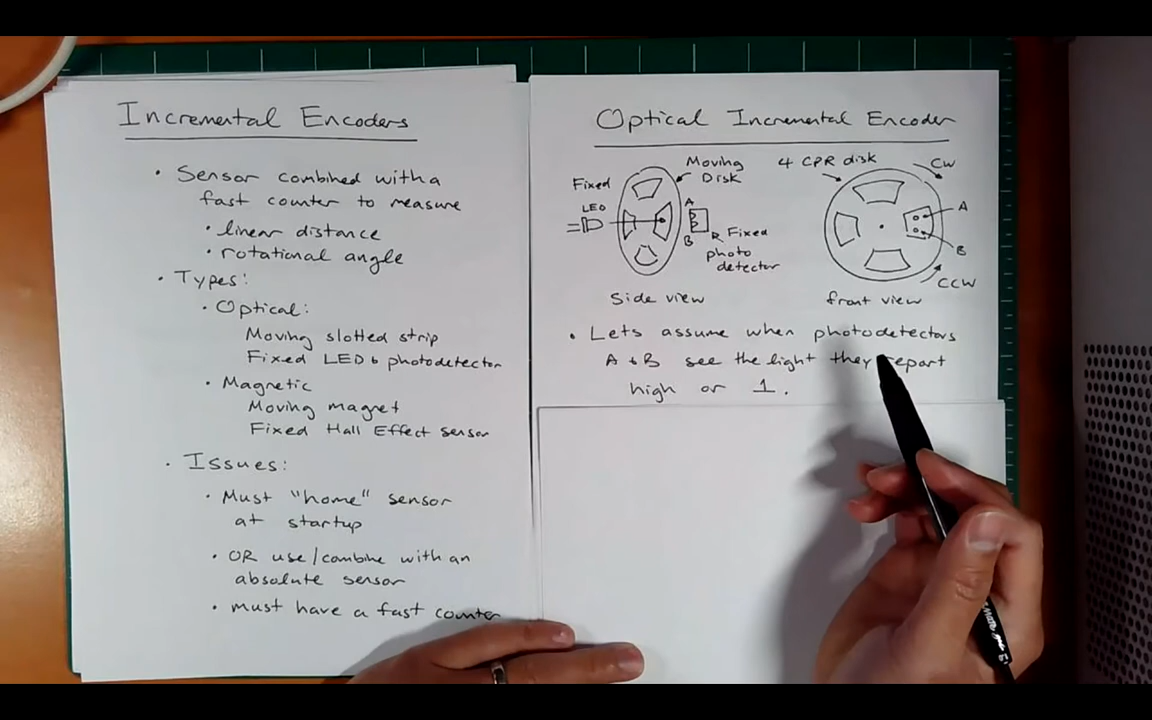 Incremental Encoders
• Sensor combined with a
fast counter to measure
• linear distance
• rotational angle
• Types:
• Optical:
Moving slotted strip
Fixed LED & photodetector
• Magnetic
Moving magnet
Fixed Hall Effect sensor
• Issues:
• Must "home" sensor
at startup
• OR use/combine with an
absolute sensor
• must have a fast counter
Optical Incremental Encoder
Fixed
LED
Moving
Disk
A
B
Fixed
photo
detector
Side view
4 CPR disk
CW
A
B
CCW
front view
• Lets assume when photodetectors
A & B see the light they report
high or 1.